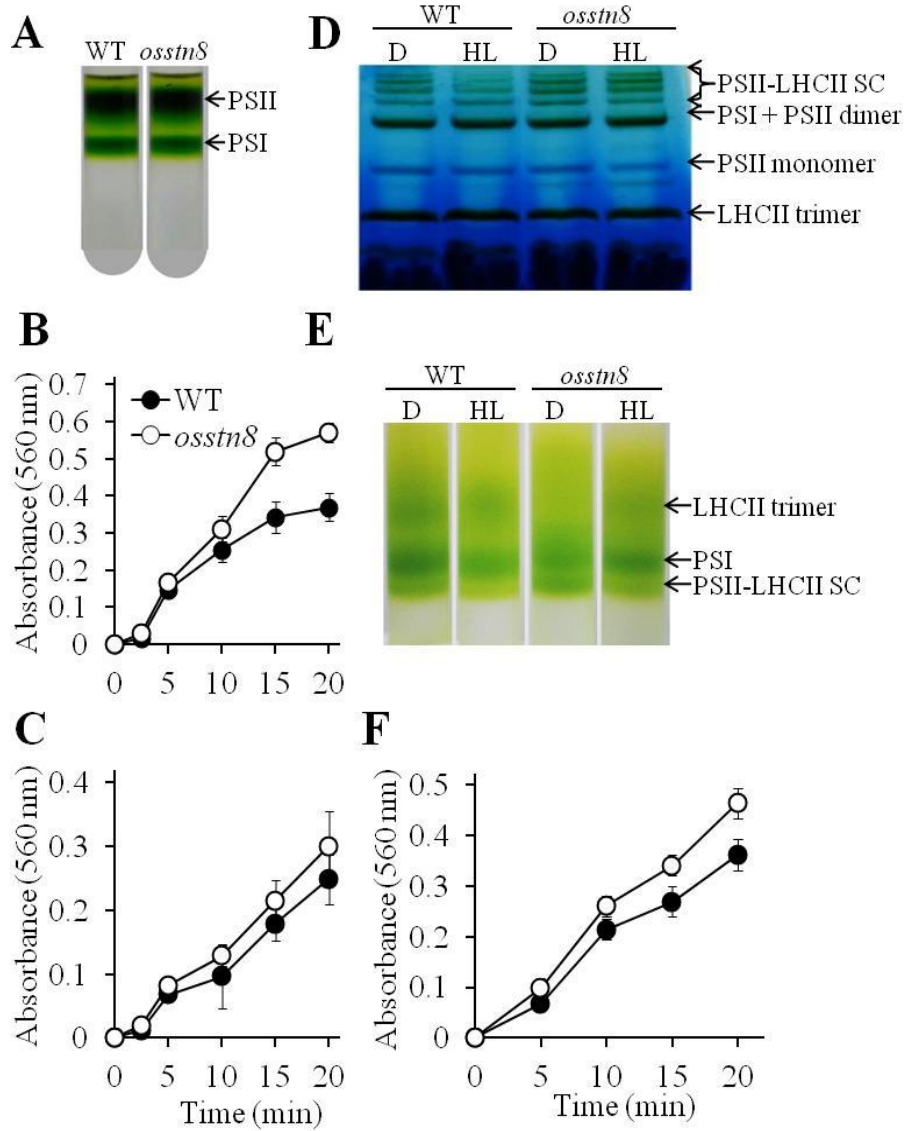 A
WT osstn8
PSII
PSI
D
WT osstn8
D HL D HL
PSII-LHCII SC
PSI + PSII dimer
PSII monomer
LHCII trimer
B
Absorbance (560 nm)
0.7
0.6
0.5
0.4
0.3
0.2
0.1
0
WT
osstn8
0 5 10 15 20
E
WT osstn8
D HL D HL
LHCII trimer
PSI
PSII-LHCII SC
C
Absorbance (560 nm)
0.4
0.3
0.2
0.1
0
0 5 10 15 20
Time (min)
F
Absorbance (560 nm)
0.5
0.4
0.3
0.2
0.1
0
0 5 10 15 20
Time (min)